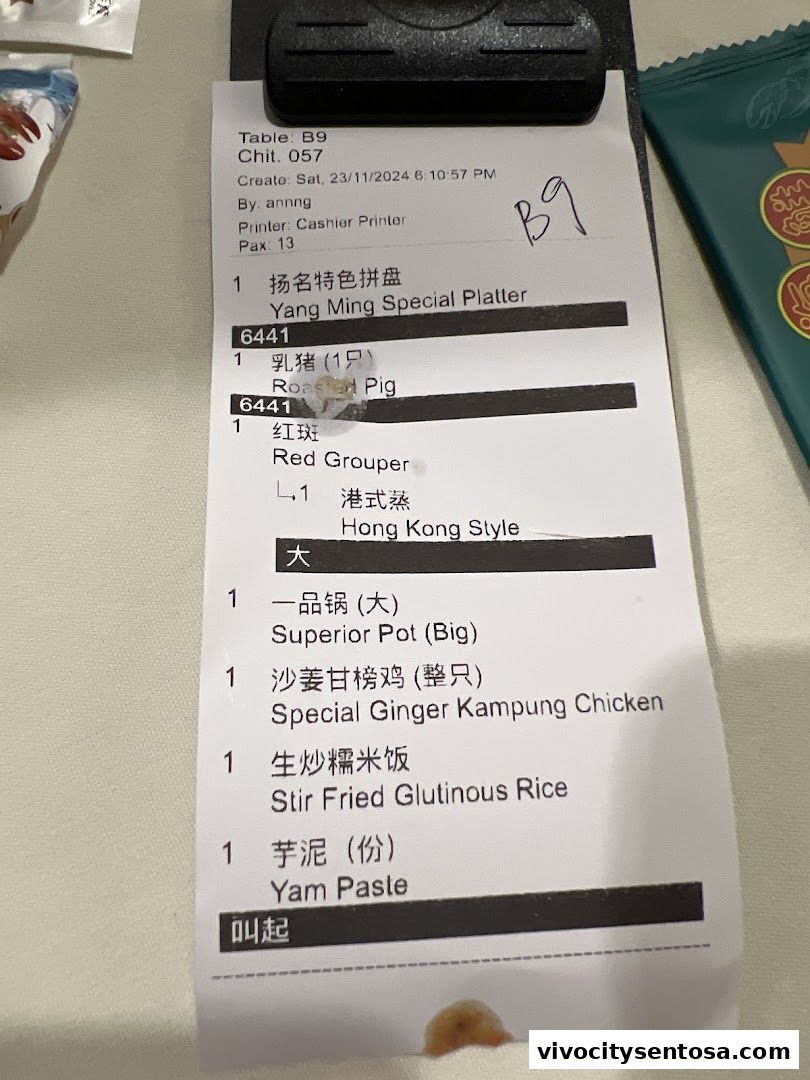 Table: B9
Chit. 057
Create: Sat, 23/11/2024 6:10:57 PM
By: annng
Printer: Cashier Printer
Pax: 13
B9
1 扬名特色拼盘
Yang Ming Special Platter
6441
1 乳猪 (1只)
Roasted Pig
6441
1 红斑
Red Grouper
1 港式蒸
Hong Kong Style
大
1 一品锅 (大)
Superior Pot (Big)
1 沙姜甘榜鸡 (整只)
Special Ginger Kampung Chicken
1 生炒糯米饭
Stir Fried Glutinous Rice
1 芋泥 (份)
Yam Paste
叫起
vivocitysentosa.com